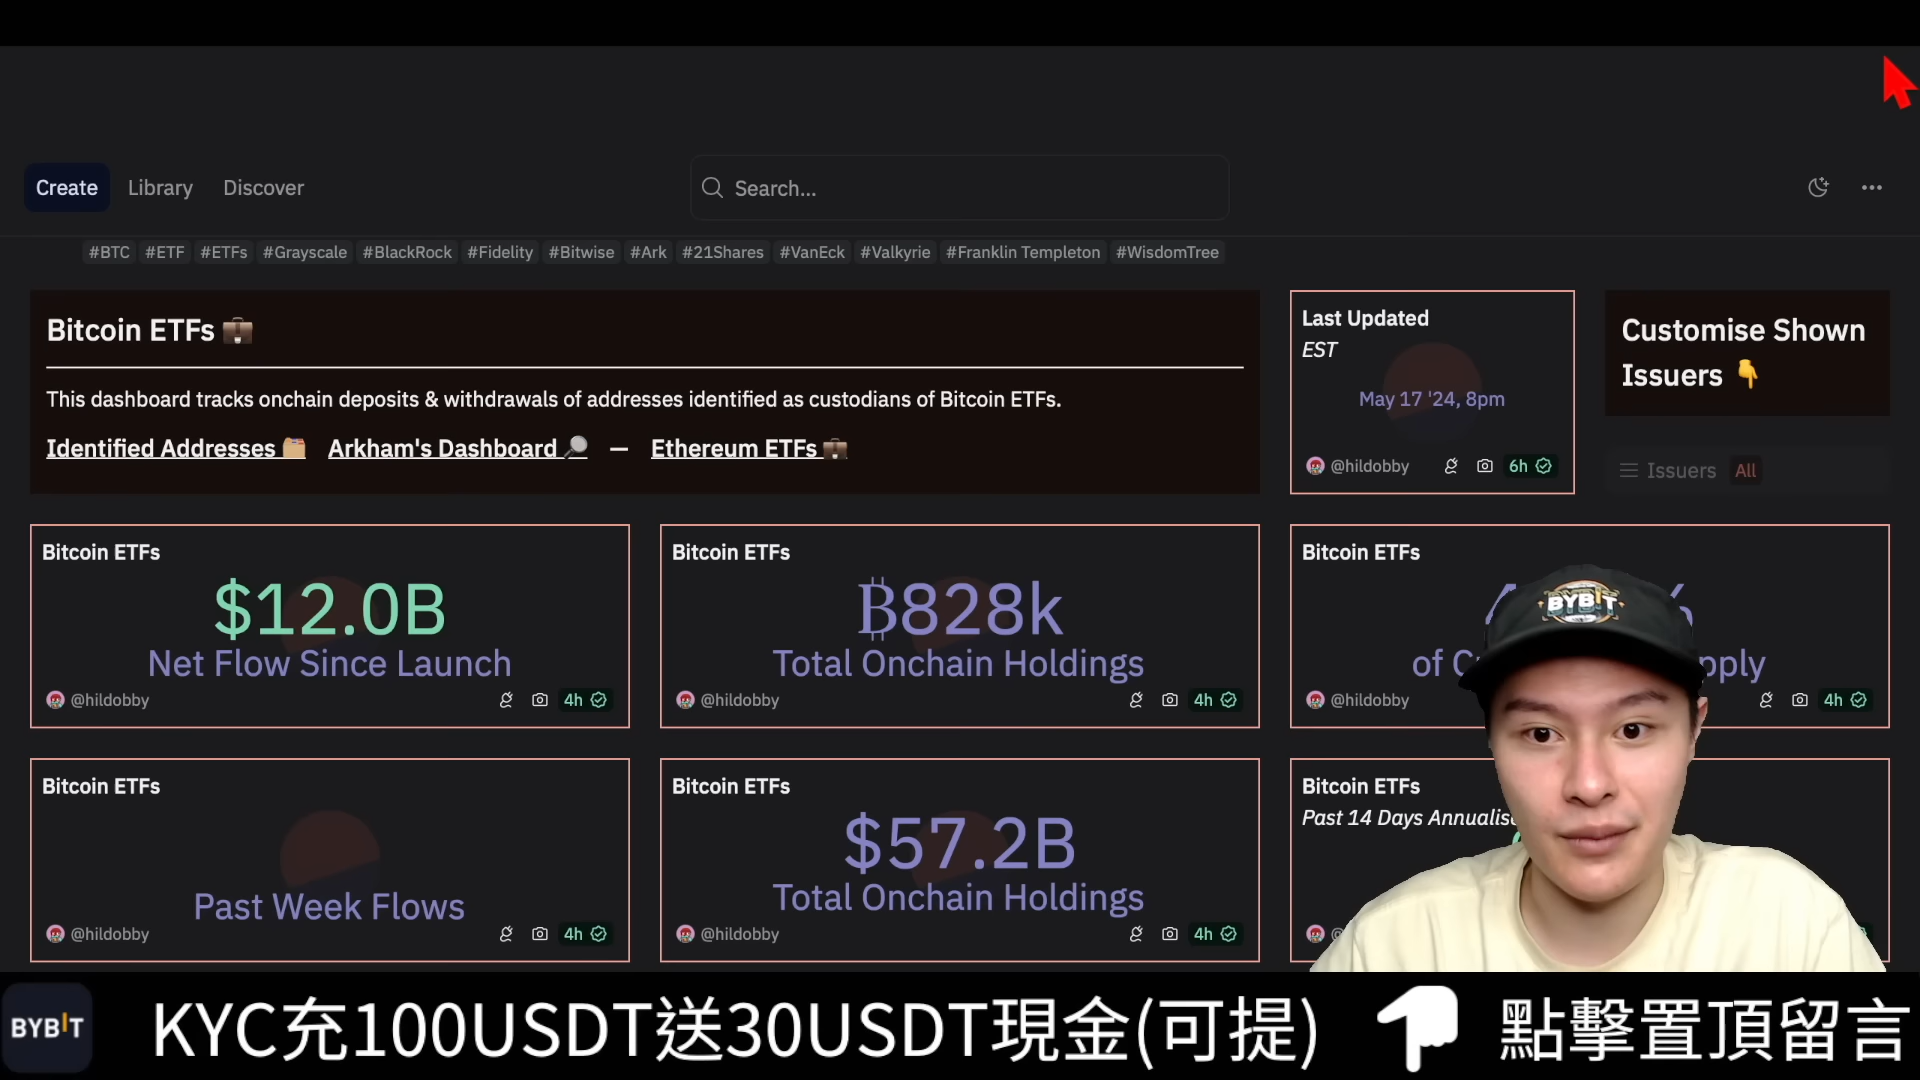 Create Library Discover Search...
#BTC #ETF #ETFs #Grayscale #BlackRock #Fidelity #Bitwise #Ark #21Shares #VanEck #Valkyrie #Franklin Templeton #WisdomTree
Bitcoin ETFs
This dashboard tracks onchain deposits & withdrawals of addresses identified as custodians of Bitcoin ETFs.
Identified Addresses Arkham's Dashboard — Ethereum ETFs
Last Updated
EST
May 17 '24, 8pm
@hildobby 6h
Customise Shown
Issuers
Issuers All
Bitcoin ETFs
$12.0B
Net Flow Since Launch
@hildobby 4h
Bitcoin ETFs
₿828k
Total Onchain Holdings
@hildobby 4h
Bitcoin ETFs
of
@hildobby 4h
BYBIT
Bitcoin ETFs
Past Week Flows
@hildobby 4h
Bitcoin ETFs
$57.2B
Total Onchain Holdings
@hildobby 4h
Bitcoin ETFs
Past 14 Days
BYBIT KYC充100USDT送30USDT現金(可提) 點擊置頂留言